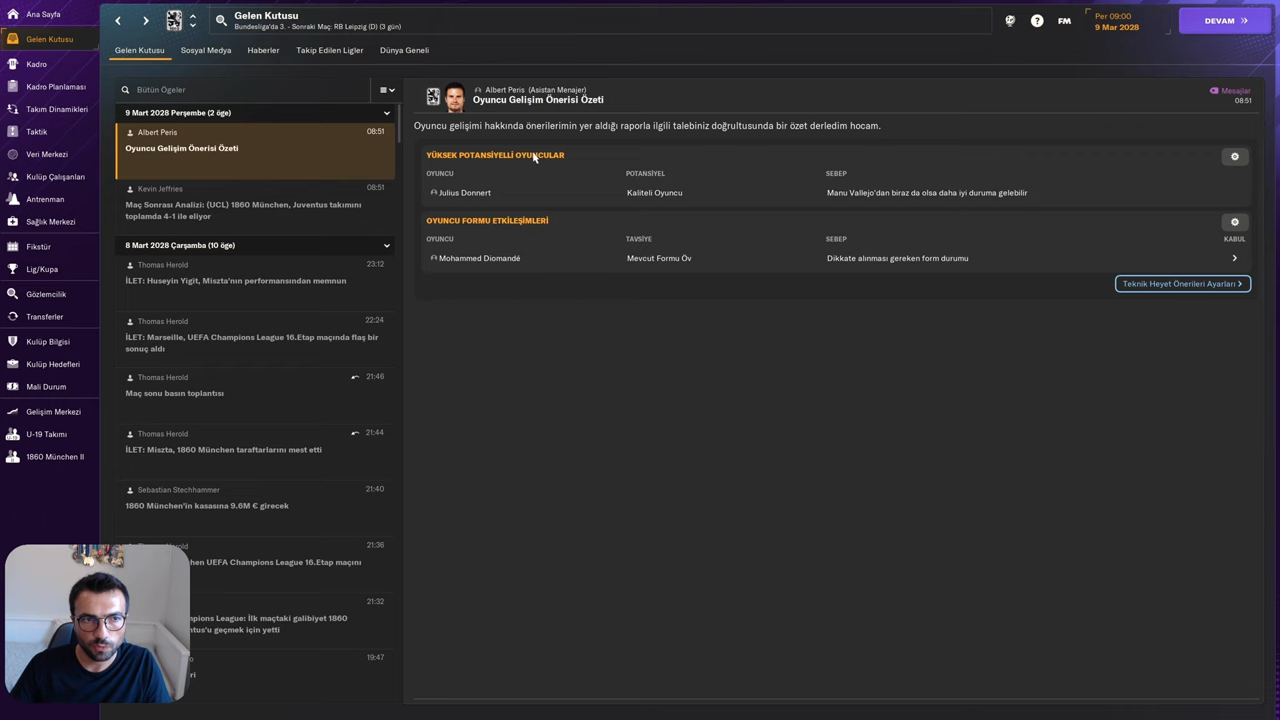 Ana Sayfa
Gelen Kutusu
Kadro
Kadro Planlaması
Takım Dinamikleri
Taktik
Veri Merkezi
Kulüp Çalışanları
Antrenman
Sağlık Merkezi
Fikstür
Lig/Kupa
Gözlemcilik
Transferler
Kulüp Bilgisi
Kulüp Hedefleri
Mali Durum
Gelişim Merkezi
U-19 Takımı
1860 München II
Gelen Kutusu
Bundesliga'da 3. - Sonraki Maç: RB Leipzig (D) (3 gün)
FM
Per 09:00
9 Mar 2028
DEVAM
Gelen Kutusu
Sosyal Medya
Haberler
Takip Edilen Ligler
Dünya Geneli
Bütün Ögeler
9 Mart 2028 Perşembe (2 öge)
Albert Peris 08:51
Oyuncu Gelişim Önerisi Özeti
Kevin Jeffries 08:51
Maç Sonrası Analizi: (UCL) 1860 München, Juventus takımını
toplamda 4-1 ile eliyor
8 Mart 2028 Çarşamba (10 öge)
Thomas Herold 23:12
İLET: Huseyin Yigit, Miszta'nın performansından memnun
Thomas Herold 22:24
İLET: Marseille, UEFA Champions League 16.Etap maçında flaş bir
sonuç aldı
Thomas Herold 21:46
Maç sonu basın toplantısı
Thomas Herold 21:44
İLET: Miszta, 1860 München taraftarlarını mest etti
Sebastian Stechhammer 21:40
1860 München'in kasasına 9.6M € girecek
21:36
UEFA Champions League 16.Etap maçını
21:32
League: İlk maçtaki galibiyet 1860
geçmek için yetti
19:47
Albert Peris (Asistan Menajer)
Oyuncu Gelişim Önerisi Özeti
Mesajlar
08:51
Oyuncu gelişimi hakkında önerilerimin yer aldığı raporla ilgili talebiniz doğrultusunda bir özet derledim hocam.
YÜKSEK POTANSİYELLİ OYUNCULAR
OYUNCU POTANSİYEL SEBEP
Julius Donnert Kaliteli Oyuncu Manu Vallejo'dan biraz da olsa daha iyi duruma gelebilir
OYUNCU FORMU ETKİLEŞİMLERİ
OYUNCU TAVSİYE SEBEP KABUL
Mohammed Diomandé Mevcut Formu Öv Dikkate alınması gereken form durumu
Teknik Heyet Önerileri Ayarları